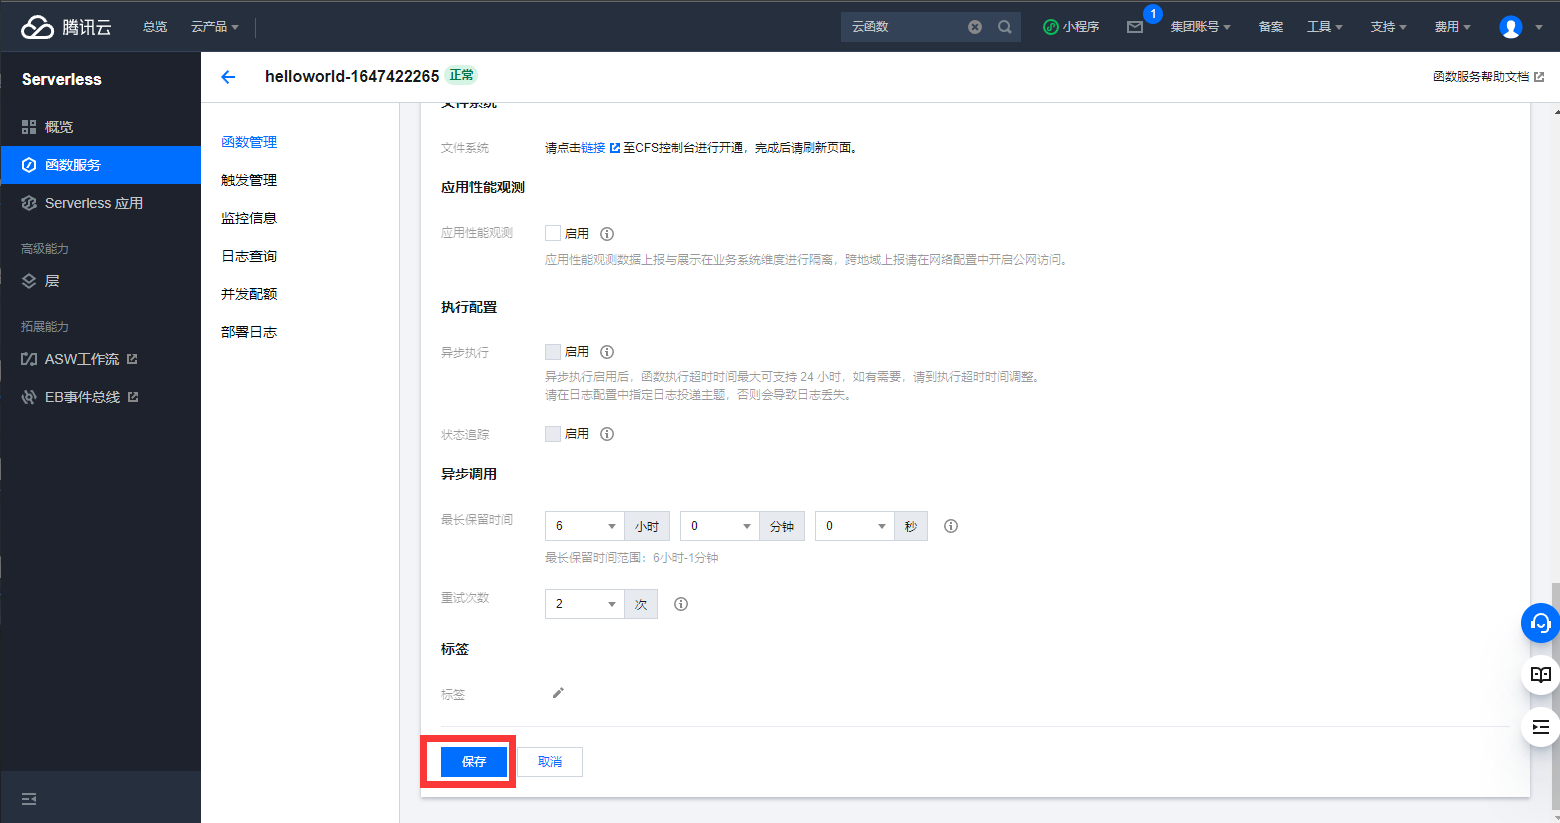 腾讯云
总览
云产品
云函数
小程序
1
集团账号
备案
工具
支持
费用
Serverless
概览
函数服务
Serverless 应用
高级能力
层
拓展能力
ASW工作流
EB事件总线
helloworld-1647422265 正常
函数服务帮助文档
函数管理
触发管理
监控信息
日志查询
并发配额
部署日志
文件系统
文件系统 请点击链接 至CFS控制台进行开通，完成后请刷新页面。
应用性能观测
应用性能观测 启用
应用性能观测数据上报与展示在业务系统维度进行隔离，跨地域上报请在网络配置中开启公网访问。
执行配置
异步执行 启用
异步执行启用后，函数执行超时时间最大可支持 24 小时，如有需要，请到执行超时时间调整。
请在日志配置中指定日志投递主题，否则会导致日志丢失。
状态追踪 启用
异步调用
最长保留时间 6 小时 0 分钟 0 秒
最长保留时间范围：6小时-1分钟
重试次数 2 次
标签
标签
保存 取消